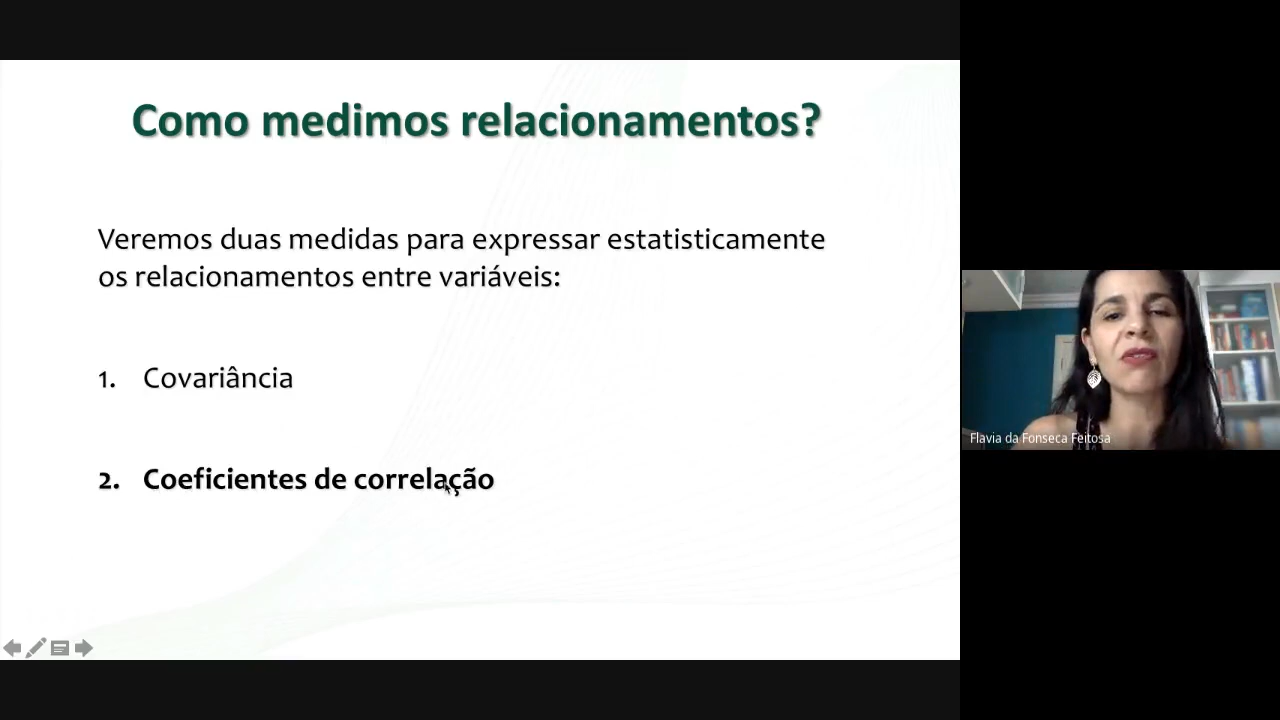 Como medimos relacionamentos?
Veremos duas medidas para expressar estatisticamente
os relacionamentos entre variáveis:
1. Covariância
2. Coeficientes de correlação
Flavia da Fonseca Feitosa